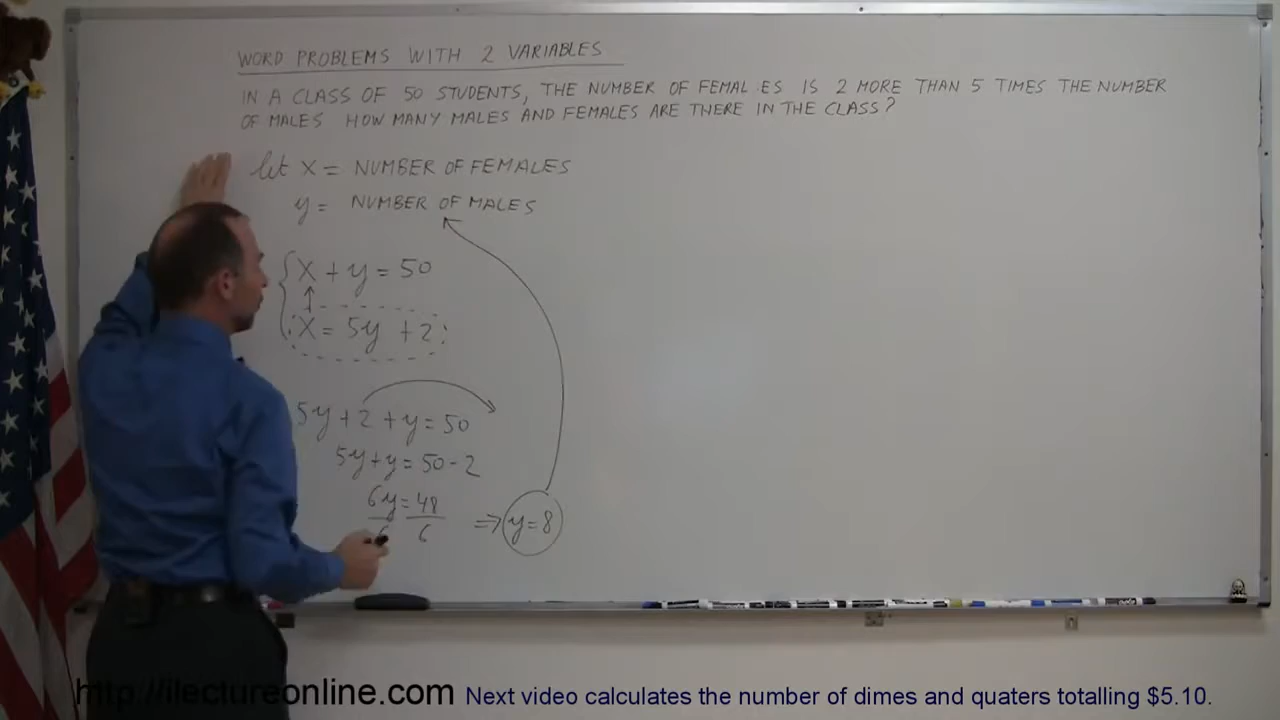 WORD PROBLEMS WITH 2 VARIABLES
IN A CLASS OF 50 STUDENTS, THE NUMBER OF FEMALES IS 2 MORE THAN 5 TIMES THE NUMBER
OF MALES HOW MANY MALES AND FEMALES ARE THERE IN THE CLASS?
let X = NUMBER OF FEMALES
y = NUMBER OF MALES
X + y = 50
X = 5y + 2
5y + 2 + y = 50
5y + y = 50 - 2
6y = 48
6 6 ⇒ y = 8
http://ilectureonline.com Next video calculates the number of dimes and quaters totalling $5.10.